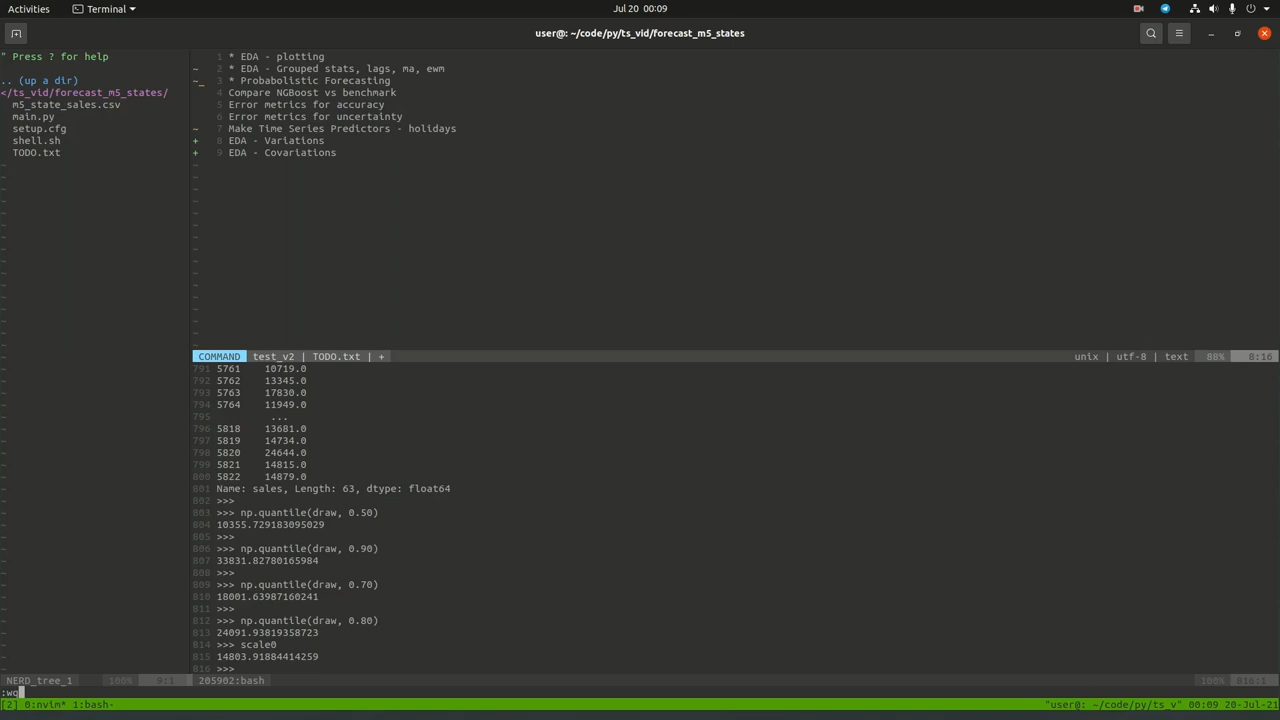 Activities
Terminal
Jul 20 00:09
user@: ~/code/py/ts_vid/forecast_m5_states
" Press ? for help
.. (up a dir)
</ts_vid/forecast_m5_states/
m5_state_sales.csv
main.py
setup.cfg
shell.sh
TODO.txt
1 * EDA - plotting
~ 2 * EDA - Grouped stats, lags, ma, ewm
~_ 3 * Probabolistic Forecasting
4 Compare NGBoost vs benchmark
5 Error metrics for accuracy
6 Error metrics for uncertainty
~ 7 Make Time Series Predictors - holidays
+ 8 EDA - Variations
+ 9 EDA - Covariations
COMMAND test_v2 | TODO.txt | + unix | utf-8 | text 88% 8:16
791 5761 10719.0
792 5762 13345.0
793 5763 17830.0
794 5764 11949.0
795 ...
796 5818 13681.0
797 5819 14734.0
798 5820 24644.0
799 5821 14815.0
800 5822 14879.0
801 Name: sales, Length: 63, dtype: float64
802 >>>
803 >>> np.quantile(draw, 0.50)
804 10355.729183095029
805 >>>
806 >>> np.quantile(draw, 0.90)
807 33831.82780165984
808 >>>
809 >>> np.quantile(draw, 0.70)
810 18001.63987160241
811 >>>
812 >>> np.quantile(draw, 0.80)
813 24091.93819358723
814 >>> scale0
815 14803.91884414259
816 >>>
NERD_tree_1 100% 9:1 205902:bash 100% 816:1
:wq
[2] 0:nvim* 1:bash- "user@: ~/code/py/ts_v" 00:09 20-Jul-21